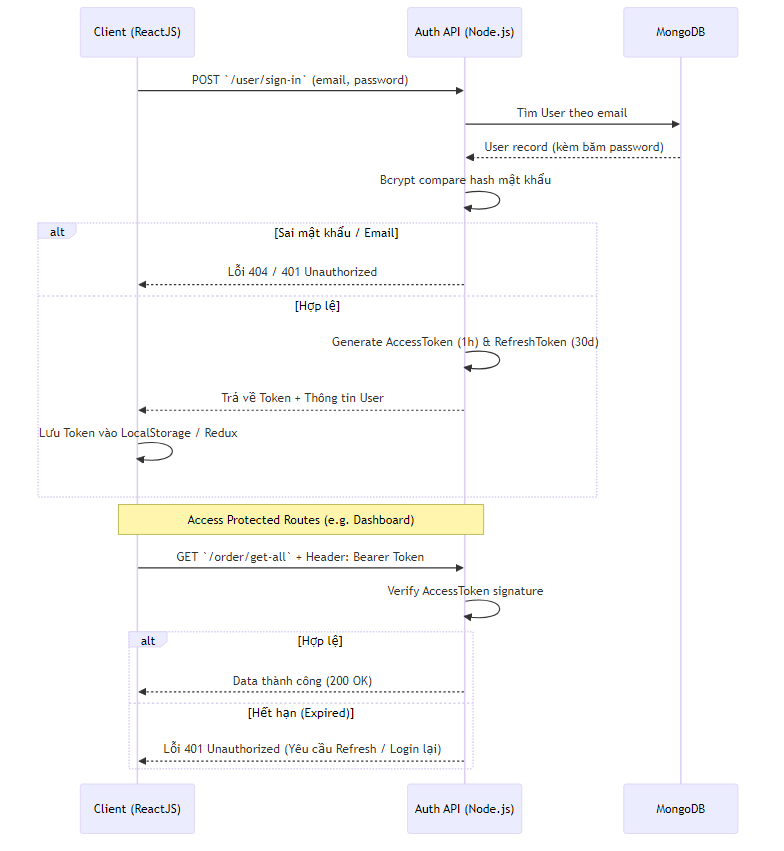 Client (ReactJS)
Auth API (Node.js)
MongoDB
POST `/user/sign-in` (email, password)
Tìm User theo email
User record (kèm băm password)
Bcrypt compare hash mật khẩu
alt
[Sai mật khẩu / Email]
Lỗi 404 / 401 Unauthorized
[Hợp lệ]
Generate AccessToken (1h) & RefreshToken (30d)
Trả về Token + Thông tin User
Lưu Token vào LocalStorage / Redux
Access Protected Routes (e.g. Dashboard)
GET `/order/get-all` + Header: Bearer Token
Verify AccessToken signature
alt
[Hợp lệ]
Data thành công (200 OK)
[Hết hạn (Expired)]
Lỗi 401 Unauthorized (Yêu cầu Refresh / Login lại)
Client (ReactJS)
Auth API (Node.js)
MongoDB